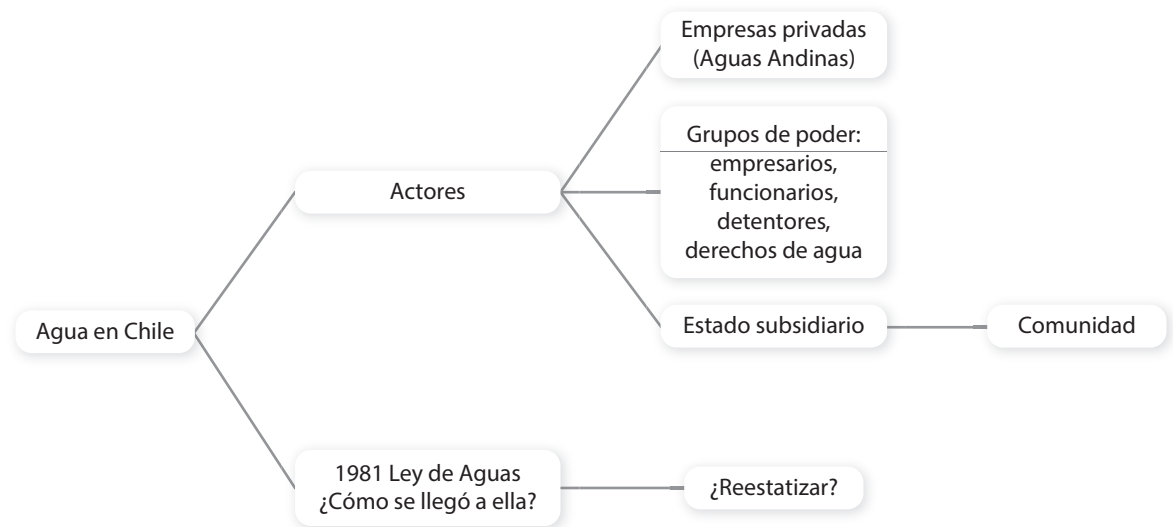 Empresas privadas
(Aguas Andinas)
Grupos de poder:
empresarios,
funcionarios,
detentores,
derechos de agua
Actores
Estado subsidiario
Comunidad
Agua en Chile
1981 Ley de Aguas
¿Cómo se llegó a ella?
¿Reestatizar?